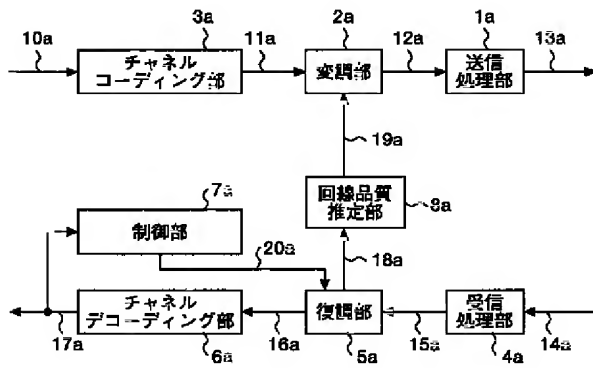 3a
2a
1a
10a
11a
12a
13a
チャネル
コーディング部
変調部
送信
処理部
19a
7a
回線品質
推定部
8a
制御部
20a
18a
チャネル
デコーディング部
復調部
受信
処理部
17a
6a
16a
5a
15a
4a
14a